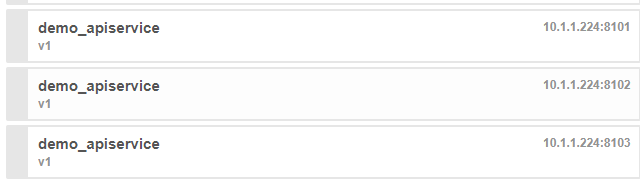 demo_apiservice 10.1.1.224:8101
v1
demo_apiservice 10.1.1.224:8102
v1
demo_apiservice 10.1.1.224:8103
v1